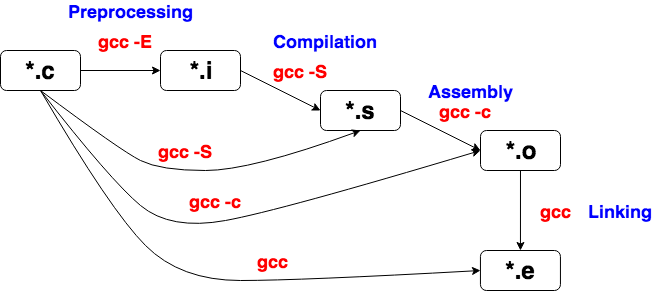 Preprocessing
gcc -E
Compilation
*.c
*.i
gcc -S
*.s
Assembly
gcc -c
gcc -S
*.o
gcc -c
gcc
Linking
gcc
*.e